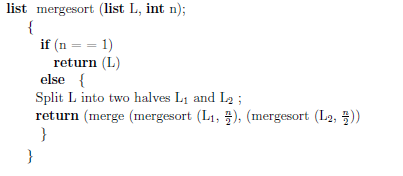 list mergesort (list L, int n);
{
if (n = = 1)
return (L)
else {
Split L into two halves L₁ and L₂ ;
return (merge (mergesort (L₁, n/2), (mergesort (L₂, n/2))
}
}